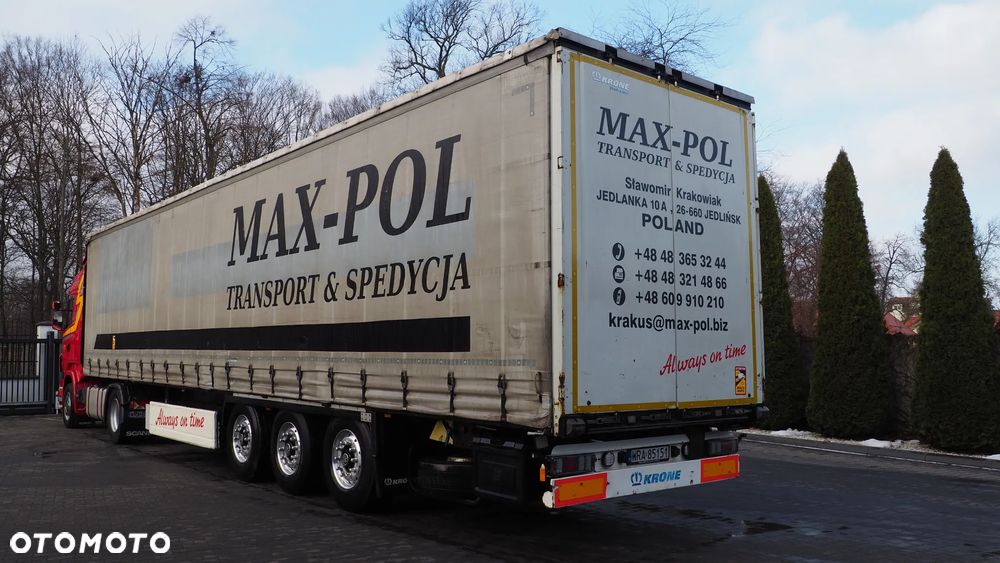 KRONE
MAX-POL
TRANSPORT & SPEDYCJA
Sławomir Krakowiak
JEDLANKA 10 A , 26-660 JEDLIŃSK
POLAND
+48 48 365 32 44
+48 48 321 48 66
+48 609 910 210
krakus@max-pol.biz
Always on time
MAX-POL
TRANSPORT & SPEDYCJA
Always on time
SCANIA
KRONE
WRA 85151
KRONE
OTOMOTO